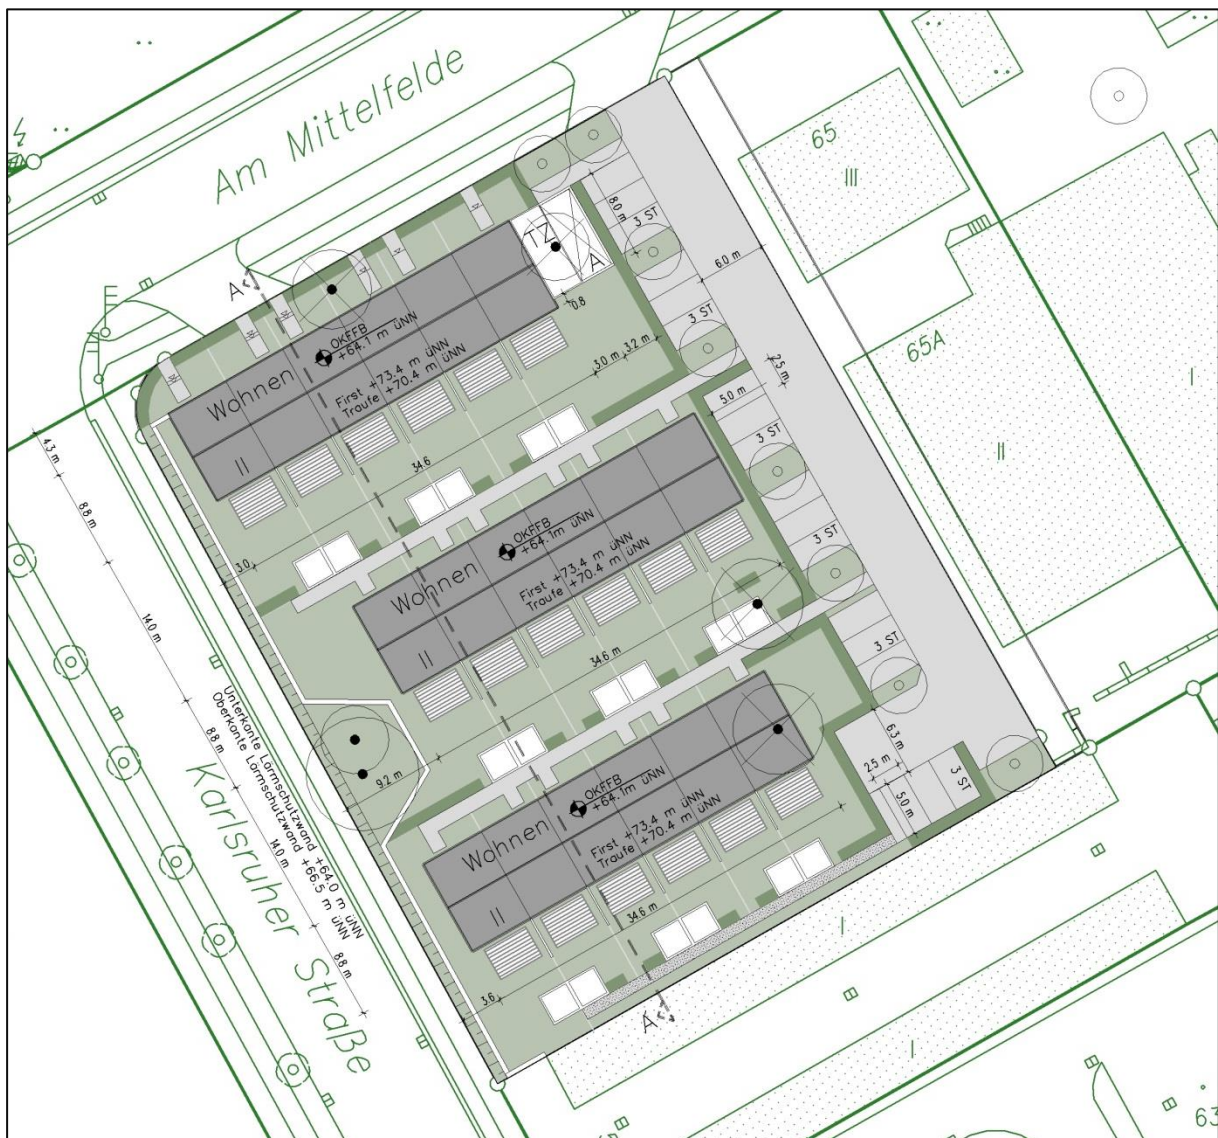 Am Mittelfelde
65
III
65A
II
I
TZ
A
A
8.0 m
3 ST
6.0 m
0.8
3 ST
3.0 m
3.2 m
2.5 m
5.0 m
Wohnen
II
OKFFB
+64.1 m üNN
First +73.4 m üNN
Traufe +70.4 m üNN
34.6
3.0
3 ST
4.3 m
8.8 m
14.0 m
8.8 m
14.0 m
8.8 m
Wohnen
II
OKFFB
+64.1m üNN
First +73.4 m üNN
Traufe +70.4 m üNN
34.6 m
3 ST
3 ST
Unterkante Lärmschutzwand +64.0 m üNN
Oberkante Lärmschutzwand +66.5 m üNN
9.2 m
6.3 m
2.5 m
5.0 m
3 ST
Wohnen
II
OKFFB
+64.1m üNN
First +73.4 m üNN
Traufe +70.4 m üNN
34.6 m
3.6
A
Karlsruher Straße
I
I
63